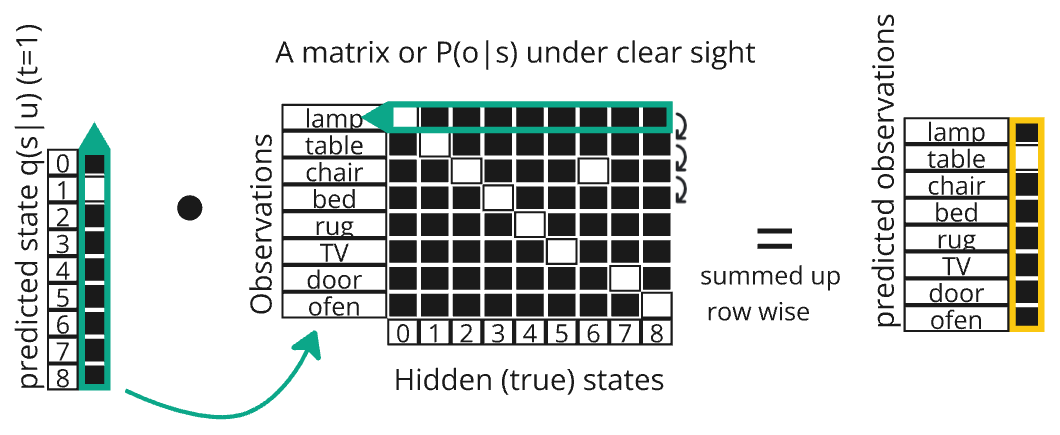 A matrix or P(o|s) under clear sight
predicted state q(s|u) (t=1)
0
1
2
3
4
5
6
7
8
Observations
lamp
table
chair
bed
rug
TV
door
ofen
0 1 2 3 4 5 6 7 8
Hidden (true) states
=
summed up
row wise
predicted observations
lamp
table
chair
bed
rug
TV
door
ofen